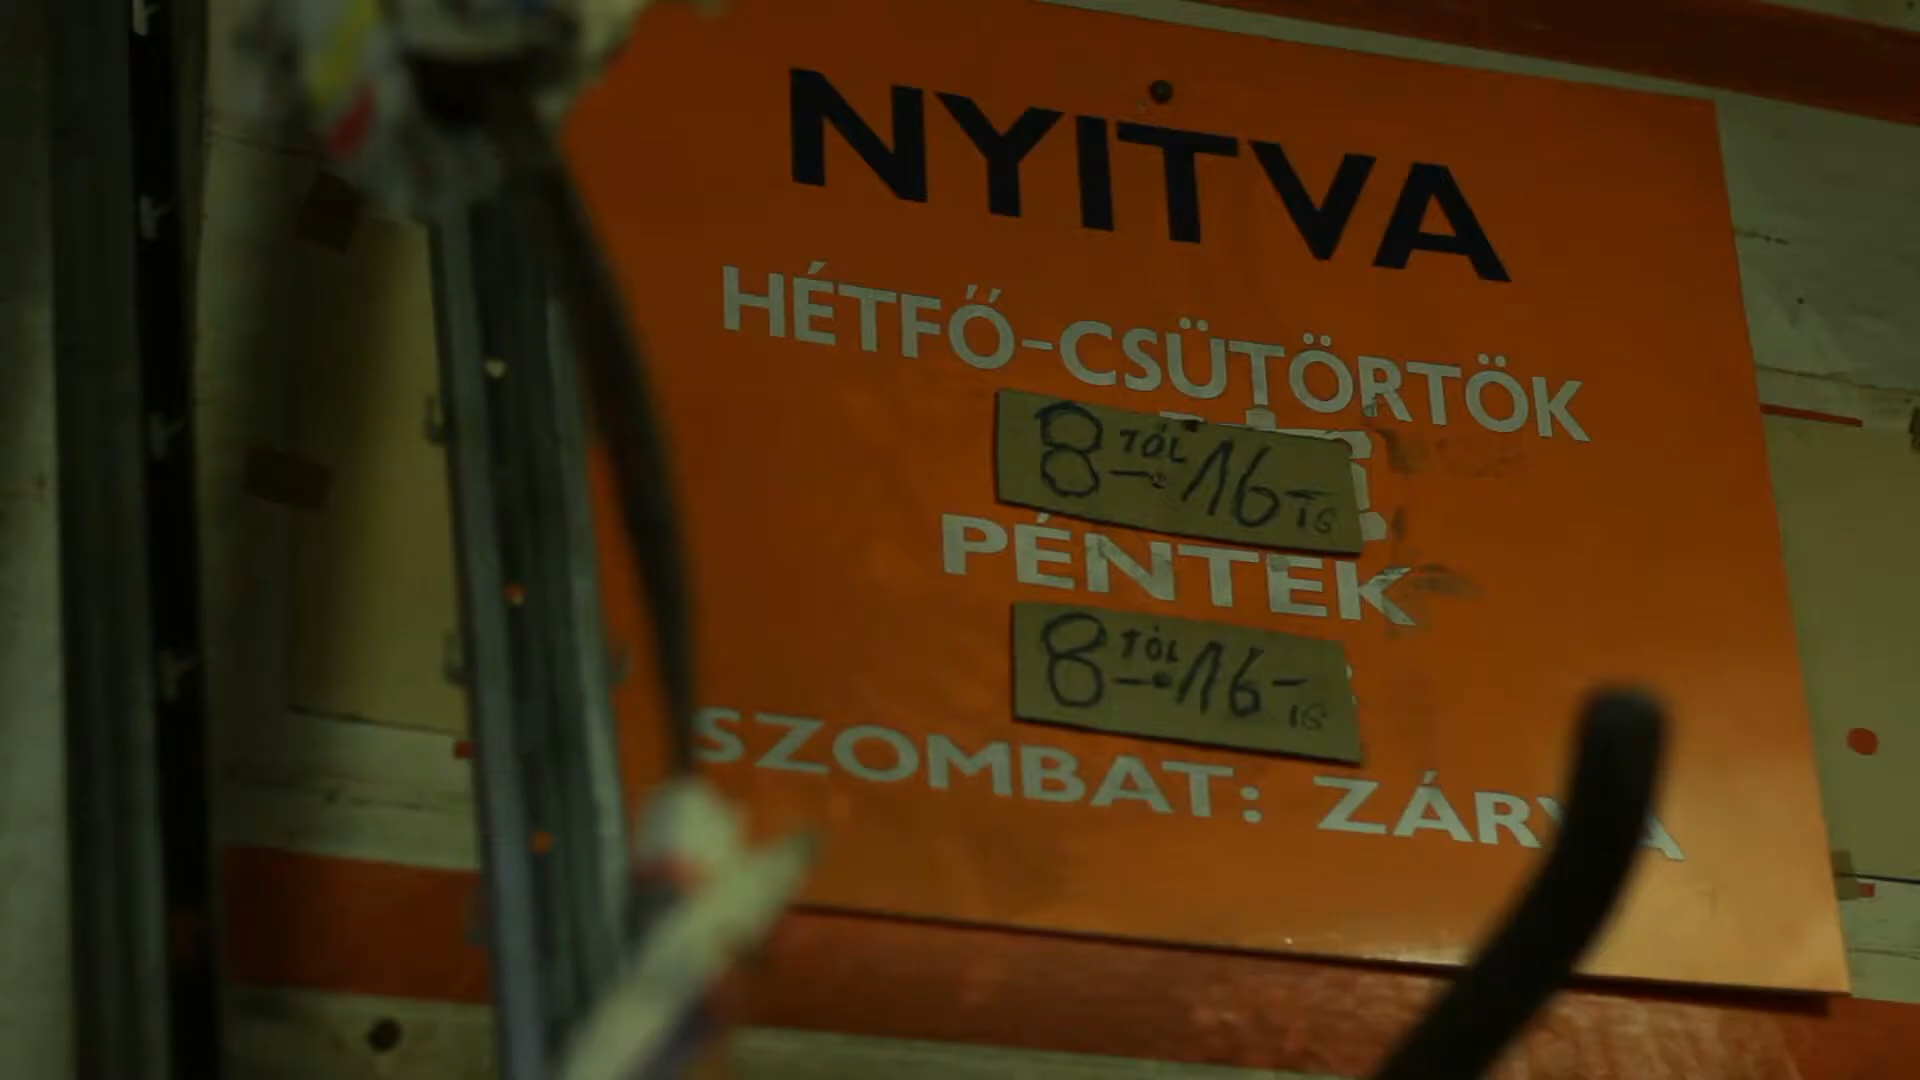 NYITVA
HÉTFŐ-CSÜTÖRTÖK
8 TÓL 16 IG
PÉNTEK
8 TÓL 16-IG
SZOMBAT: ZÁRVA